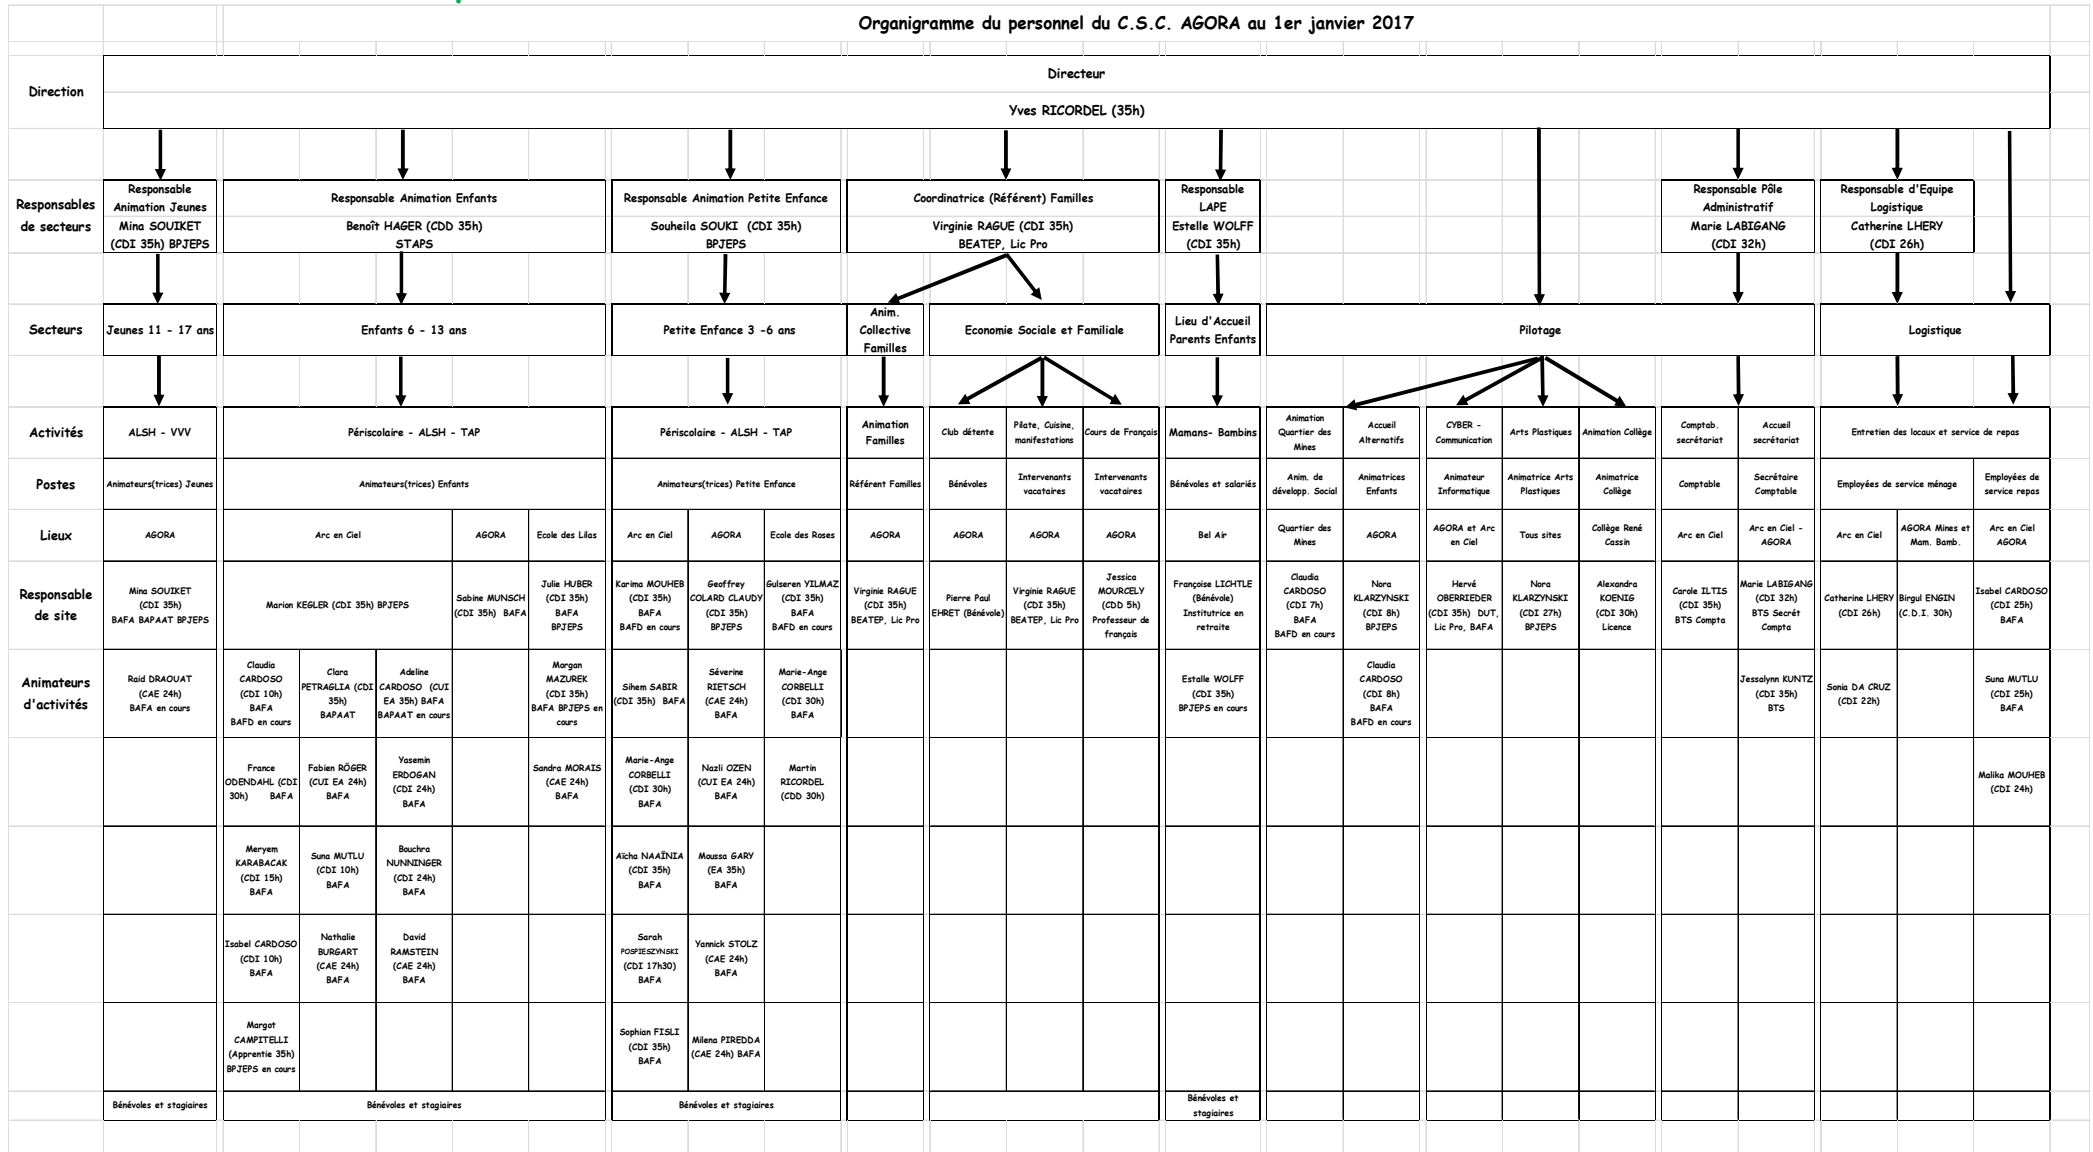 Organigramme du personnel du C.S.C. AGORA au 1er janvier 2017
Direction
Directeur
Yves RICORDEL (35h)
Responsables
de secteurs
Responsable
Animation Jeunes
Mina SOUIKET
(CDI 35h) BPJEPS
Responsable Animation Enfants
Benoît HAGER (CDD 35h)
STAPS
Responsable Animation Petite Enfance
Souheila SOUKI (CDI 35h)
BPJEPS
Coordinatrice (Référent) Familles
Virginie RAGUE (CDI 35h)
BEATEP, Lic Pro
Responsable
LAPE
Estelle WOLFF
(CDI 35h)
Responsable Pôle
Administratif
Marie LABIGANG
(CDI 32h)
Responsable d'Equipe
Logistique
Catherine LHERY
(CDI 26h)
Secteurs
Jeunes 11 - 17 ans
Enfants 6 - 13 ans
Petite Enfance 3 -6 ans
Anim.
Collective
Familles
Economie Sociale et Familiale
Lieu d'Accueil
Parents Enfants
Pilotage
Logistique
Activités
ALSH - VVV
Périscolaire - ALSH - TAP
Périscolaire - ALSH - TAP
Animation
Familles
Club détente
Pilate, Cuisine,
manifestations
Cours de Français
Mamans- Bambins
Animation
Quartier des
Mines
Accueil
Alternatifs
CYBER -
Communication
Arts Plastiques
Animation Collège
Comptab.
secrétariat
Accueil
secrétariat
Entretien des locaux et service de repas
Postes
Animateurs(trices) Jeunes
Animateurs(trices) Enfants
Animateurs(trices) Petite Enfance
Référent Familles
Bénévoles
Intervenants
vacataires
Intervenants
vacataires
Bénévoles et salariés
Anim. de
développ. Social
Animatrices
Enfants
Animateur
Informatique
Animatrice Arts
Plastiques
Animatrice
Collège
Comptable
Secrétaire
Comptable
Employées de service ménage
Employées de
service repas
Lieux
AGORA
Arc en Ciel
AGORA
Ecole des Lilas
Arc en Ciel
AGORA
Ecole des Roses
AGORA
AGORA
AGORA
AGORA
Bel Air
Quartier des
Mines
AGORA
AGORA et Arc
en Ciel
Tous sites
Collège René
Cassin
Arc en Ciel
Arc en Ciel -
AGORA
Arc en Ciel
AGORA Mines et
Mam. Bamb.
Arc en Ciel
AGORA
Responsable
de site
Mina SOUIKET
(CDI 35h)
BAFA BAPAAT BPJEPS
Marion KEGLER (CDI 35h) BPJEPS
Sabine MUNSCH
(CDI 35h) BAFA
Julie HUBER
(CDI 35h)
BAFA
BPJEPS
Karima MOUHEB
(CDI 35h)
BAFA
BAFD en cours
Geoffrey
COLARD CLAUDY
(CDI 35h)
BPJEPS
Gulseren YILMAZ
(CDI 35h)
BAFA
BAFD en cours
Virginie RAGUE
(CDI 35h)
BEATEP, Lic Pro
Pierre Paul
EHRET (Bénévole)
Virginie RAGUE
(CDI 35h)
BEATEP, Lic Pro
Jessica
MOURCELY
(CDD 5h)
Professeur de
français
Françoise LICHTLE
(Bénévole)
Institutrice en
retraite
Claudia
CARDOSO
(CDI 7h)
BAFA
BAFD en cours
Nora
KLARZYNSKI
(CDI 8h)
BPJEPS
Hervé
OBERRIEDER
(CDI 35h) DUT,
Lic Pro, BAFA
Nora
KLARZYNSKI
(CDI 27h)
BPJEPS
Alexandra
KOENIG
(CDI 30h)
Licence
Carole ILTIS
(CDI 35h)
BTS Compta
Marie LABIGANG
(CDI 32h)
BTS Secrét
Compta
Catherine LHERY
(CDI 26h)
Birgul ENGIN
(C.D.I. 30h)
Isabel CARDOSO
(CDI 25h)
BAFA
Animateurs
d'activités
Raid DRAOUAT
(CAE 24h)
BAFA en cours
Claudia
CARDOSO
(CDI 10h)
BAFA
BAFD en cours
Clara
PETRAGLIA (CDI
35h)
BAPAAT
Adeline
CARDOSO (CUI
EA 35h) BAFA
BAPAAT en cours
Morgan
MAZUREK
(CDI 35h)
BAFA BPJEPS en
cours
Sihem SABIR
(CDI 35h) BAFA
Séverine
RIETSCH
(CAE 24h)
BAFA
Marie-Ange
CORBELLI
(CDI 30h)
BAFA
Estalle WOLFF
(CDI 35h)
BPJEPS en cours
Claudia
CARDOSO
(CDI 8h)
BAFA
BAFD en cours
Jessalynn KUNTZ
(CDI 35h)
BTS
Sonia DA CRUZ
(CDI 22h)
Suna MUTLU
(CDI 25h)
BAFA
France
ODENDAHL (CDI
30h) BAFA
Fabien RÖGER
(CUI EA 24h)
BAFA
Yasemin
ERDOGAN
(CDI 24h)
BAFA
Sandra MORAIS
(CAE 24h)
BAFA
Marie-Ange
CORBELLI
(CDI 30h)
BAFA
Nazli OZEN
(CUI EA 24h)
BAFA
Martin
RICORDEL
(CDD 30h)
Malika MOUHEB
(CDI 24h)
Meryem
KARABACAK
(CDI 15h)
BAFA
Suna MUTLU
(CDI 10h)
BAFA
Bouchra
NUNNINGER
(CDI 24h)
BAFA
Aïcha NAAÏNIA
(CDI 35h)
BAFA
Moussa GARY
(EA 35h)
BAFA
Isabel CARDOSO
(CDI 10h)
BAFA
Nathalie
BURGART
(CAE 24h)
BAFA
David
RAMSTEIN
(CAE 24h)
BAFA
Sarah
POSPIESZYNSKI
(CDI 17h30)
BAFA
Yannick STOLZ
(CAE 24h)
BAFA
Margot
CAMPITELLI
(Apprentie 35h)
BPJEPS en cours
Sophian FISLI
(CDI 35h)
BAFA
Milena PIREDDA
(CAE 24h) BAFA
Bénévoles et stagiaires
Bénévoles et stagiaires
Bénévoles et stagiaires
Bénévoles et
stagiaires